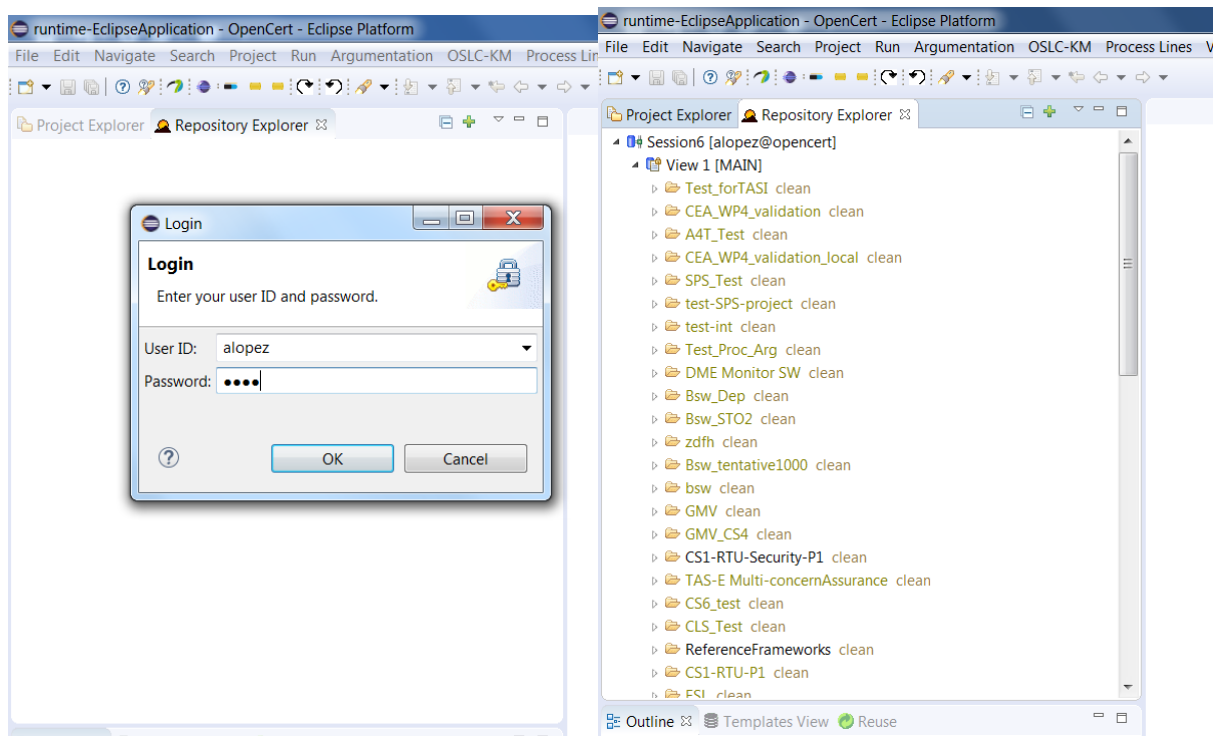 runtime-EclipseApplication - OpenCert - Eclipse Platform
File Edit Navigate Search Project Run Argumentation OSLC-KM Process Lin
Project Explorer Repository Explorer
Login
Login
Enter your user ID and password.
User ID: alopez
Password: ●●●●
OK Cancel
runtime-EclipseApplication - OpenCert - Eclipse Platform
File Edit Navigate Search Project Run Argumentation OSLC-KM Process Lines V
Project Explorer Repository Explorer
Session6 [alopez@opencert]
View 1 [MAIN]
Test_forTASI clean
CEA_WP4_validation clean
A4T_Test clean
CEA_WP4_validation_local clean
SPS_Test clean
test-SPS-project clean
test-int clean
Test_Proc_Arg clean
DME Monitor SW clean
Bsw_Dep clean
Bsw_STO2 clean
zdfh clean
Bsw_tentative1000 clean
bsw clean
GMV clean
GMV_CS4 clean
CS1-RTU-Security-P1 clean
TAS-E Multi-concernAssurance clean
CS6_test clean
CLS_Test clean
ReferenceFrameworks clean
CS1-RTU-P1 clean
clean
Outline Templates View Reuse